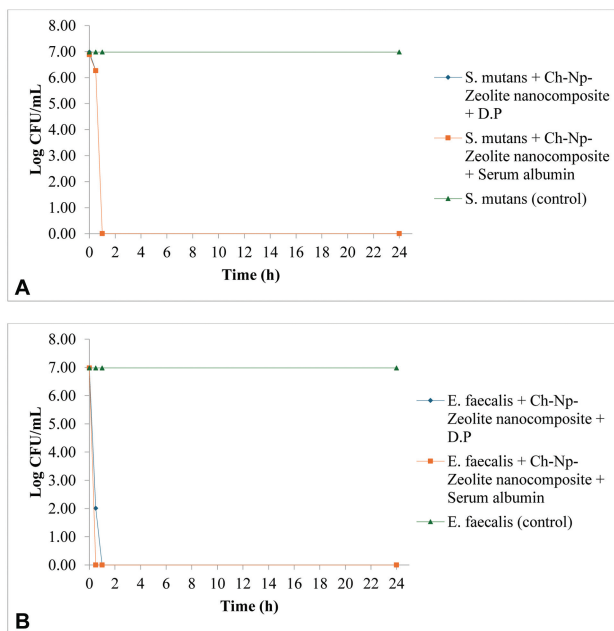 8.00
7.00
6.00
5.00
4.00
3.00
2.00
1.00
0.00
Log CFU/mL
0 2 4 6 8 10 12 14 16 18 20 22 24
Time (h)
S. mutans + Ch-Np-
Zeolite nanocomposite
+ D.P
S. mutans + Ch-Np-
Zeolite nanocomposite
+ Serum albumin
S. mutans (control)
A
8.00
7.00
6.00
5.00
4.00
3.00
2.00
1.00
0.00
Log CFU/mL
0 2 4 6 8 10 12 14 16 18 20 22 24
Time (h)
E. faecalis + Ch-Np-
Zeolite nanocomposite +
D.P
E. faecalis + Ch-Np-
Zeolite nanocomposite +
Serum albumin
E. faecalis (control)
B